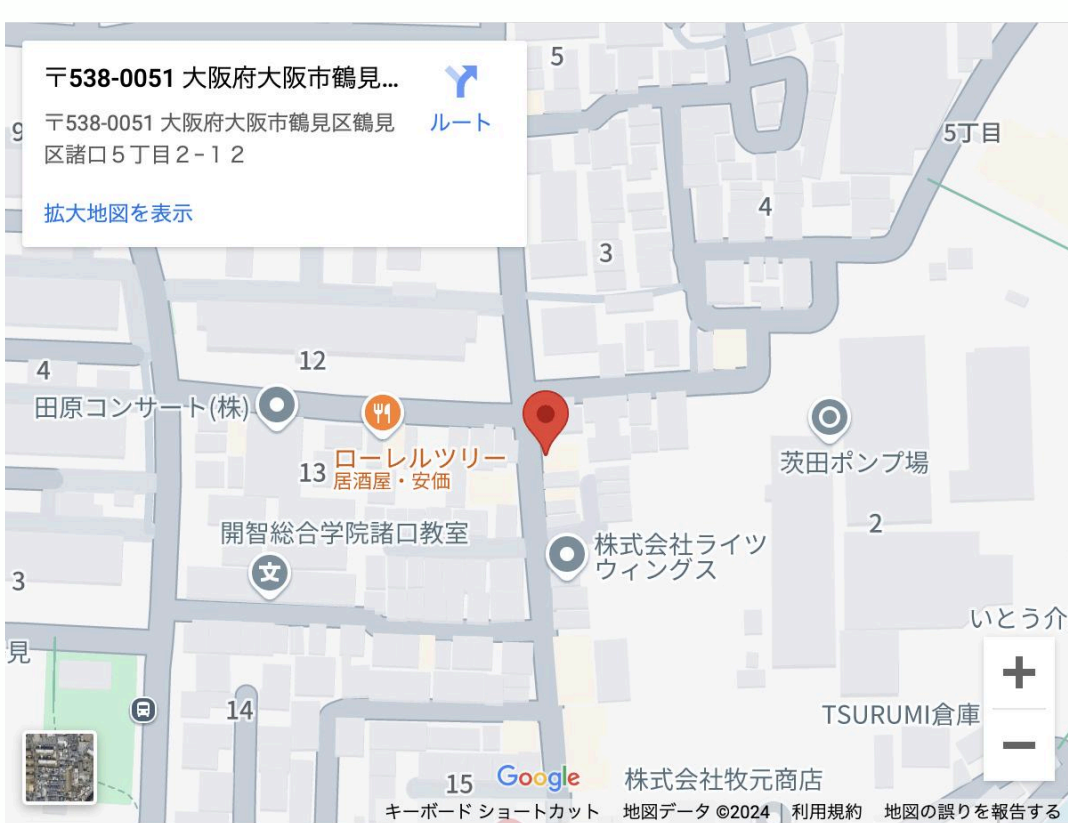 〒538-0051 大阪府大阪市鶴見...
〒538-0051 大阪府大阪市鶴見区鶴見
区諸口5丁目2−12
ルート
拡大地図を表示
5
9
5丁目
4
3
12
4
田原コンサート(株)
ローレルツリー
居酒屋・安価
13
茨田ポンプ場
2
開智総合学院諸口教室
株式会社ライツ
ウィングス
3
いとう介
見
14
TSURUMI倉庫
15
Google
株式会社牧元商店
キーボード ショートカット
地図データ ©2024
利用規約
地図の誤りを報告する